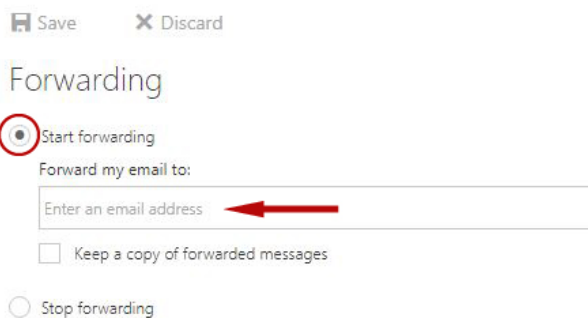 Save Discard
Forwarding
Start forwarding
Forward my email to:
Enter an email address
Keep a copy of forwarded messages
Stop forwarding